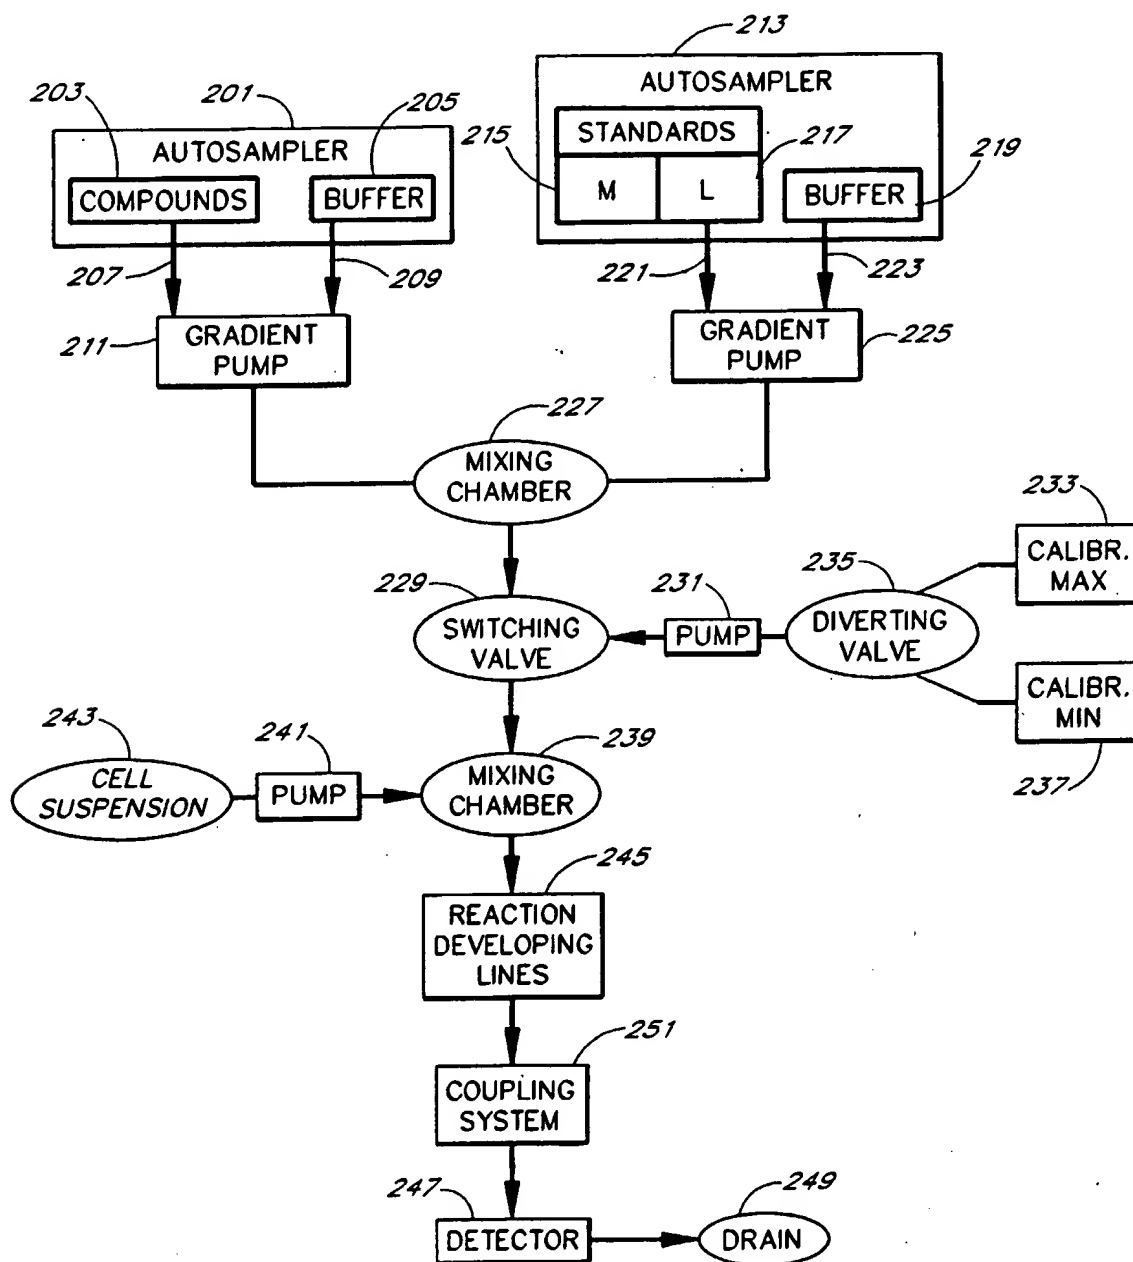 213
203
201
205
AUTOSAMPLER
AUTOSAMPLER
215
STANDARDS
217
M
L
219
COMPOUNDS
BUFFER
BUFFER
207
209
221
223
211
GRADIENT
PUMP
GRADIENT
PUMP
225
227
MIXING
CHAMBER
233
CALIBR.
MAX
229
231
235
SWITCHING
VALVE
PUMP
DIVERTING
VALVE
CALIBR.
MIN
237
243
241
239
CELL
SUSPENSION
PUMP
MIXING
CHAMBER
245
REACTION
DEVELOPING
LINES
251
COUPLING
SYSTEM
247
249
DETECTOR
DRAIN